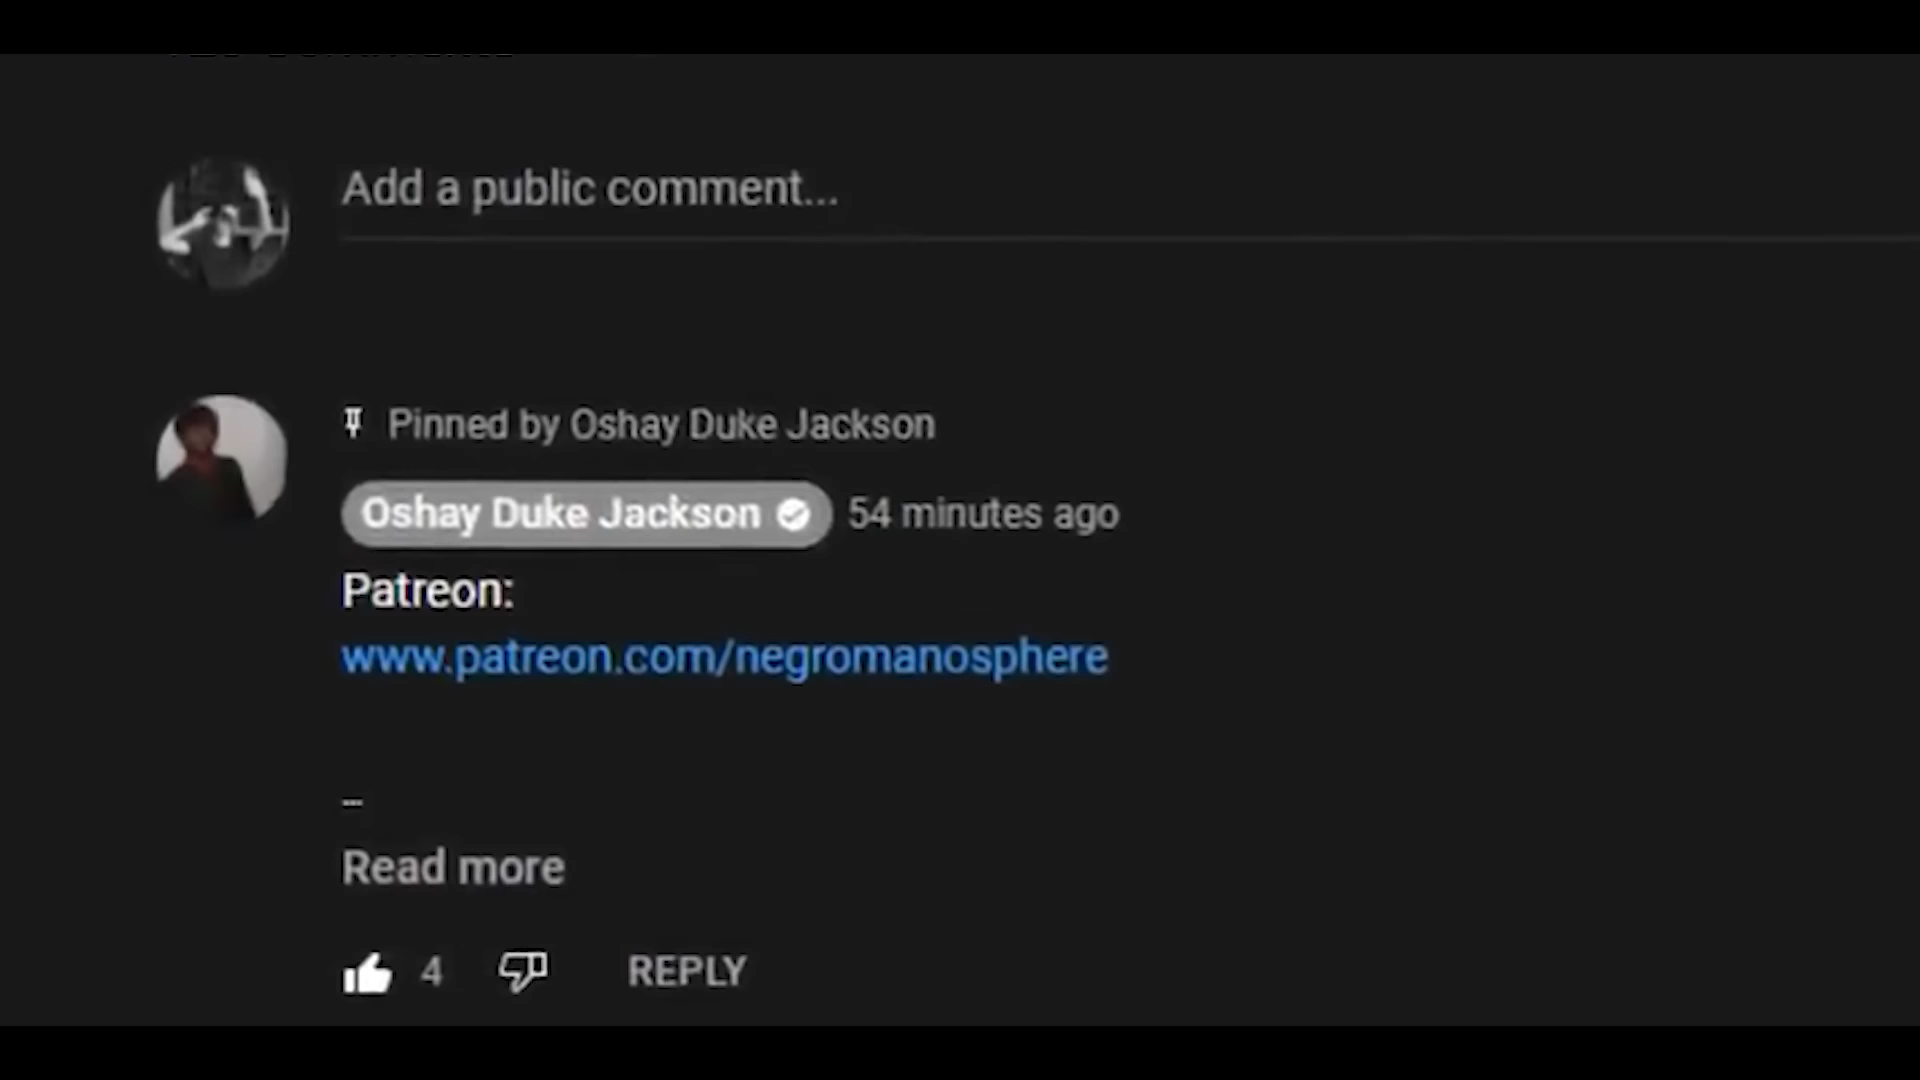 Add a public comment...
Pinned by Oshay Duke Jackson
Oshay Duke Jackson 54 minutes ago
Patreon:
www.patreon.com/negromanosphere
--
Read more
4 REPLY